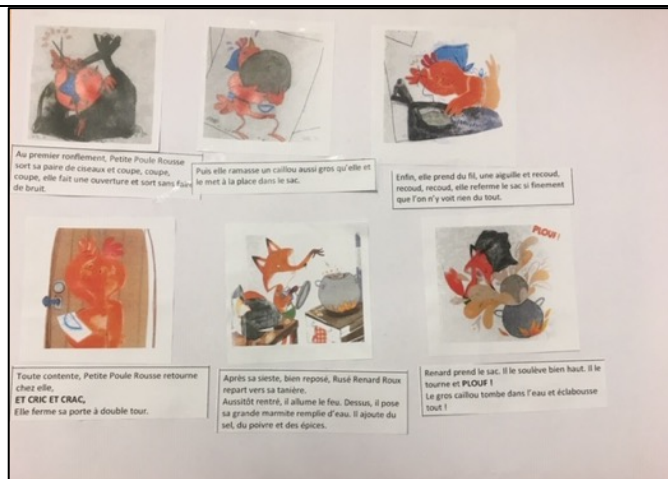 Au premier ronflement, Petite Poule Rousse
sort sa paire de ciseaux et coupe, coupe,
coupe, elle fait une ouverture et sort sans faire
de bruit.
Puis elle ramasse un caillou aussi gros qu'elle et
le met à la place dans le sac.
Enfin, elle prend du fil, une aiguille et recoud,
recoud, recoud, elle referme le sac si finement
que l'on n'y voit rien du tout.
PLOUF !
Toute contente, Petite Poule Rousse retourne
chez elle,
ET CRIC ET CRAC,
Elle ferme sa porte à double tour.
Après sa sieste, bien reposé, Rusé Renard Roux
repart vers sa tanière.
Aussitôt rentré, il allume le feu. Dessus, il pose
sa grande marmite remplie d'eau. Il ajoute du
sel, du poivre et des épices.
Renard prend le sac. Il le soulève bien haut. Il le
tourne et PLOUF !
Le gros caillou tombe dans l'eau et éclabousse
tout !